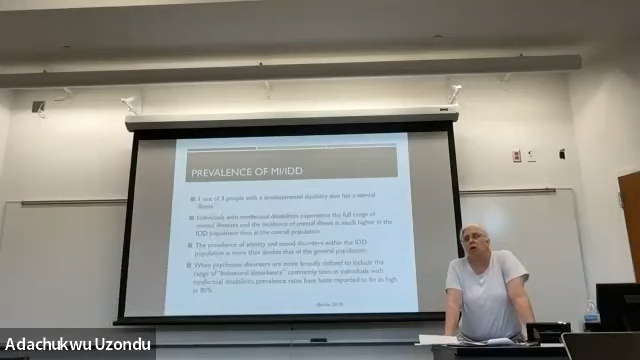 PREVALENCE OF MI/IDD
1 out of 3 people with a developmental disability also has a mental
illness
Individuals with intellectual disabilities experience the full range of
mental illnesses and the incidence of mental illness is much higher in the
IDD population than in the overall population.
The prevalence of anxiety and mood disorders within the IDD
population is more than double that of the general population.
When psychiatric disorders are more broadly defined to include the
range of "behavioral disturbance" commonly seen in individuals with
intellectual disabilities, prevalence rates have been reported to be as high
as 80%
Adachukwu Uzondu